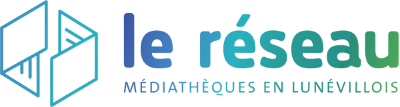 le réseau
MÉDIATHÈQUES EN LUNÉVILLOIS